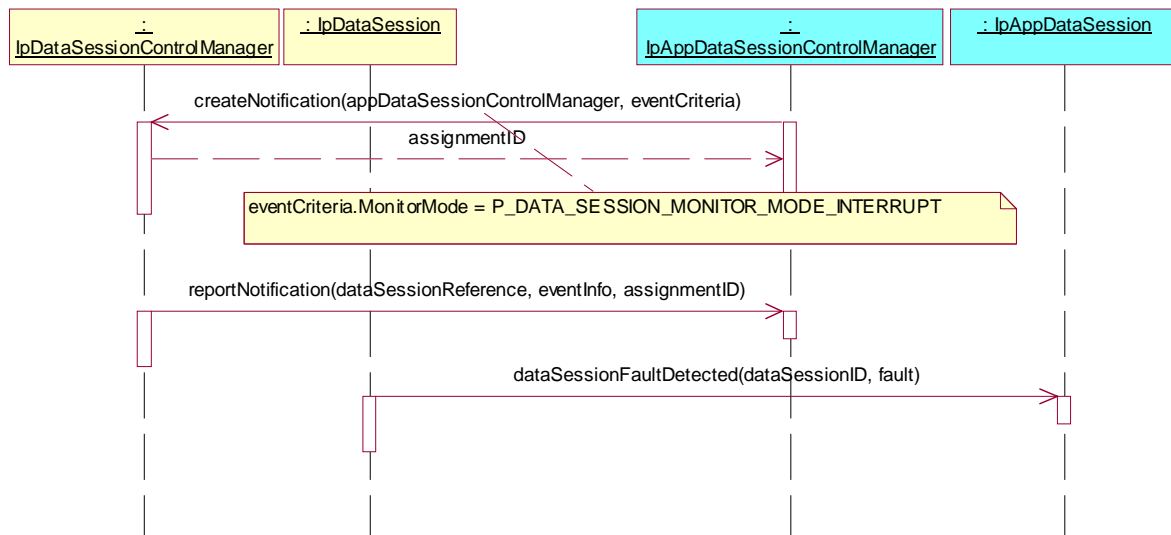 :
IpDataSessionControlManager
: IpDataSession
:
IpAppDataSessionControlManager
: IpAppDataSession
createNotification(appDataSessionControlManager, eventCriteria)
assignmentID
eventCriteria.MonitorMode = P_DATA_SESSION_MONITOR_MODE_INTERRUPT
reportNotification(dataSessionReference, eventInfo, assignmentID)
dataSessionFaultDetected(dataSessionID, fault)